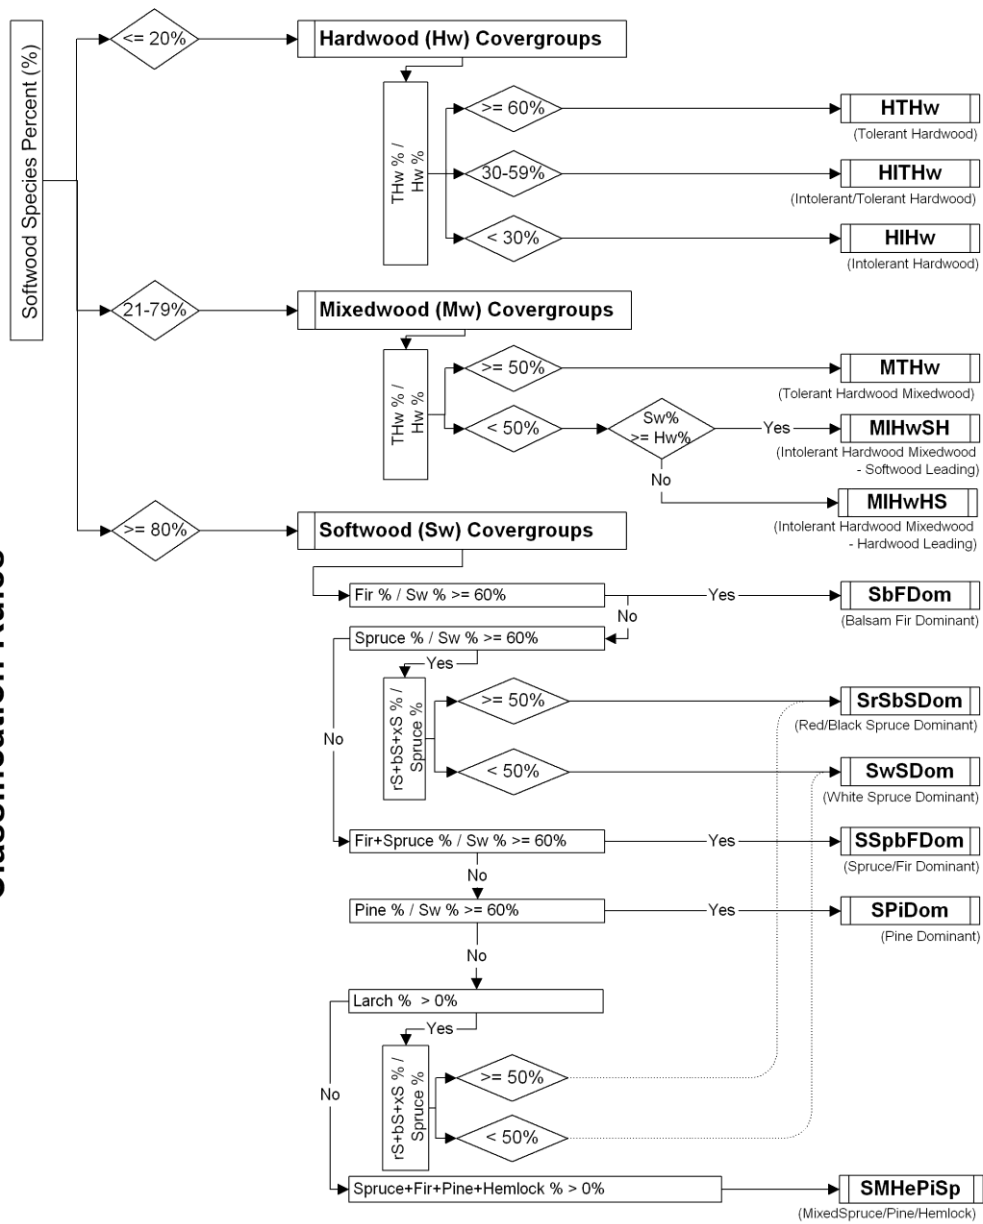 Softwood Species Percent (%)
<= 20%
Hardwood (Hw) Covergroups
THw % /
Hw %
>= 60%
HTHw
(Tolerant Hardwood)
30-59%
HITHw
(Intolerant/Tolerant Hardwood)
< 30%
HIHw
(Intolerant Hardwood)
21-79%
Mixedwood (Mw) Covergroups
THw % /
Hw %
>= 50%
MTHw
(Tolerant Hardwood Mixedwood)
< 50%
Sw%
>= Hw%
Yes
MIHwSH
(Intolerant Hardwood Mixedwood
- Softwood Leading)
No
MIHwHS
(Intolerant Hardwood Mixedwood
- Hardwood Leading)
>= 80%
Softwood (Sw) Covergroups
Fir % / Sw % >= 60%
Yes
SbFDom
(Balsam Fir Dominant)
No
Spruce % / Sw % >= 60%
Yes
rS+bS+xS % /
Spruce %
>= 50%
SrSbSDom
(Red/Black Spruce Dominant)
No
< 50%
SwSDom
(White Spruce Dominant)
Fir+Spruce % / Sw % >= 60%
Yes
SSpbFDom
(Spruce/Fir Dominant)
No
Pine % / Sw % >= 60%
Yes
SPiDom
(Pine Dominant)
No
Larch % > 0%
Yes
rS+bS+xS % /
Spruce %
>= 50%
No
< 50%
Spruce+Fir+Pine+Hemlock % > 0%
SMHePiSp
(MixedSpruce/Pine/Hemlock)